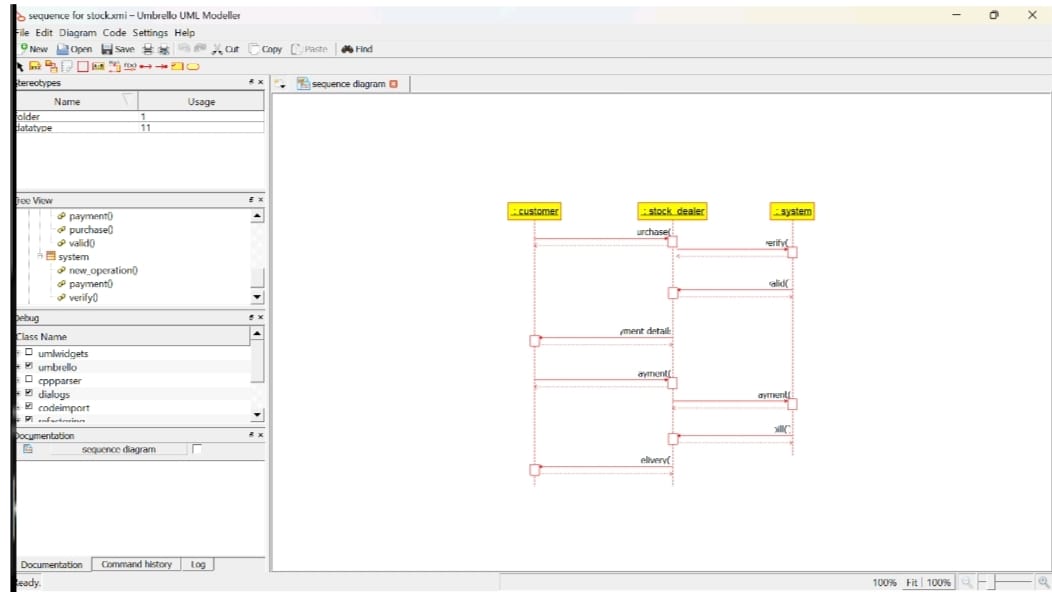 sequence for stock.xmi – Umbrello UML Modeller
File Edit Diagram Code Settings Help
New Open Save Cut Copy Paste Find
tereotypes
sequence diagram
Name Usage
folder 1
datatype 11
Tree View
payment()
purchase()
valid()
system
new_operation()
payment()
verify()
: customer
: stock_dealer
: system
urchase(
verify(
valid(
yment details
ayment(
ayment(
bill(
elivery(
Debug
Class Name
umlwidgets
umbrello
cppparser
dialogs
codeimport
refactoring
Documentation
sequence diagram
Documentation Command history Log
eady.
100% Fit 100%